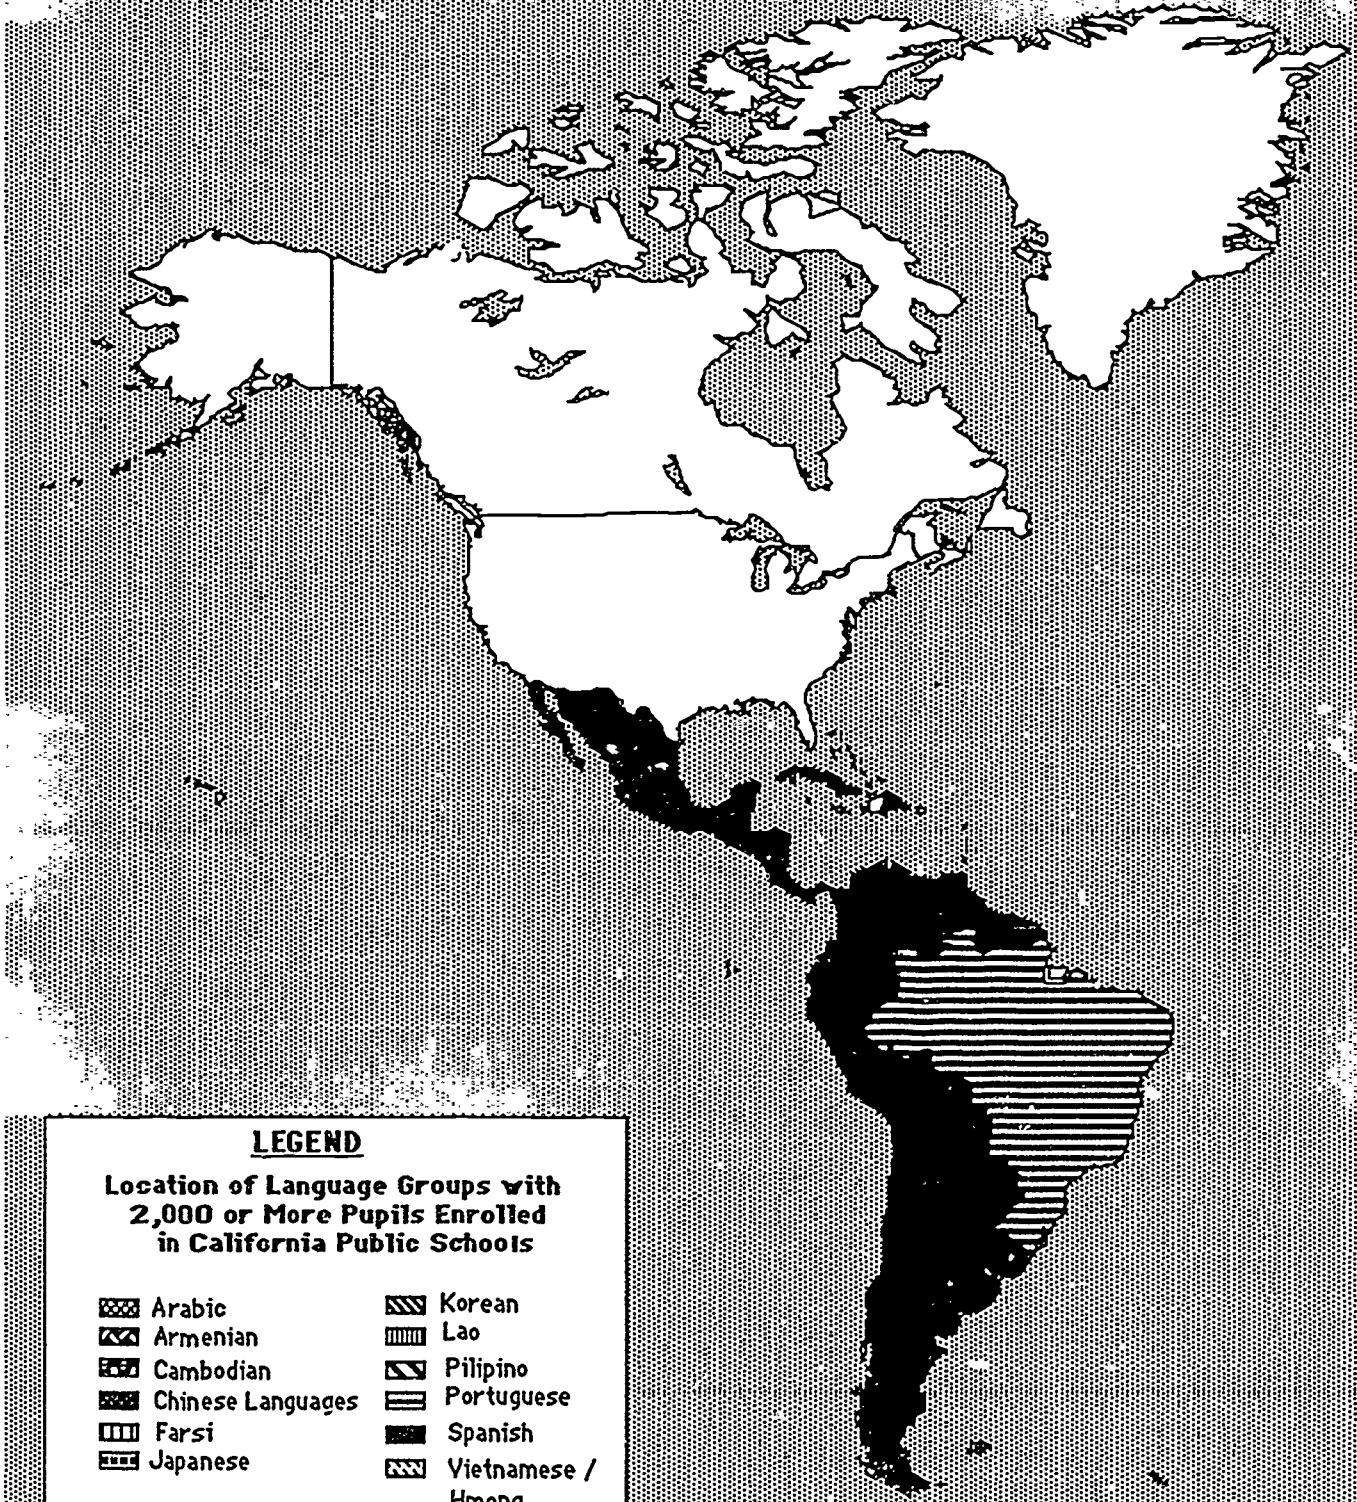 LEGEND
Location of Language Groups with
2,000 or More Pupils Enrolled
in California Public Schools
Arabic
Armenian
Cambodian
Chinese Languages
Farsi
Japanese
Korean
Lao
Pilipino
Portuguese
Spanish
Vietnamese /
Hmong